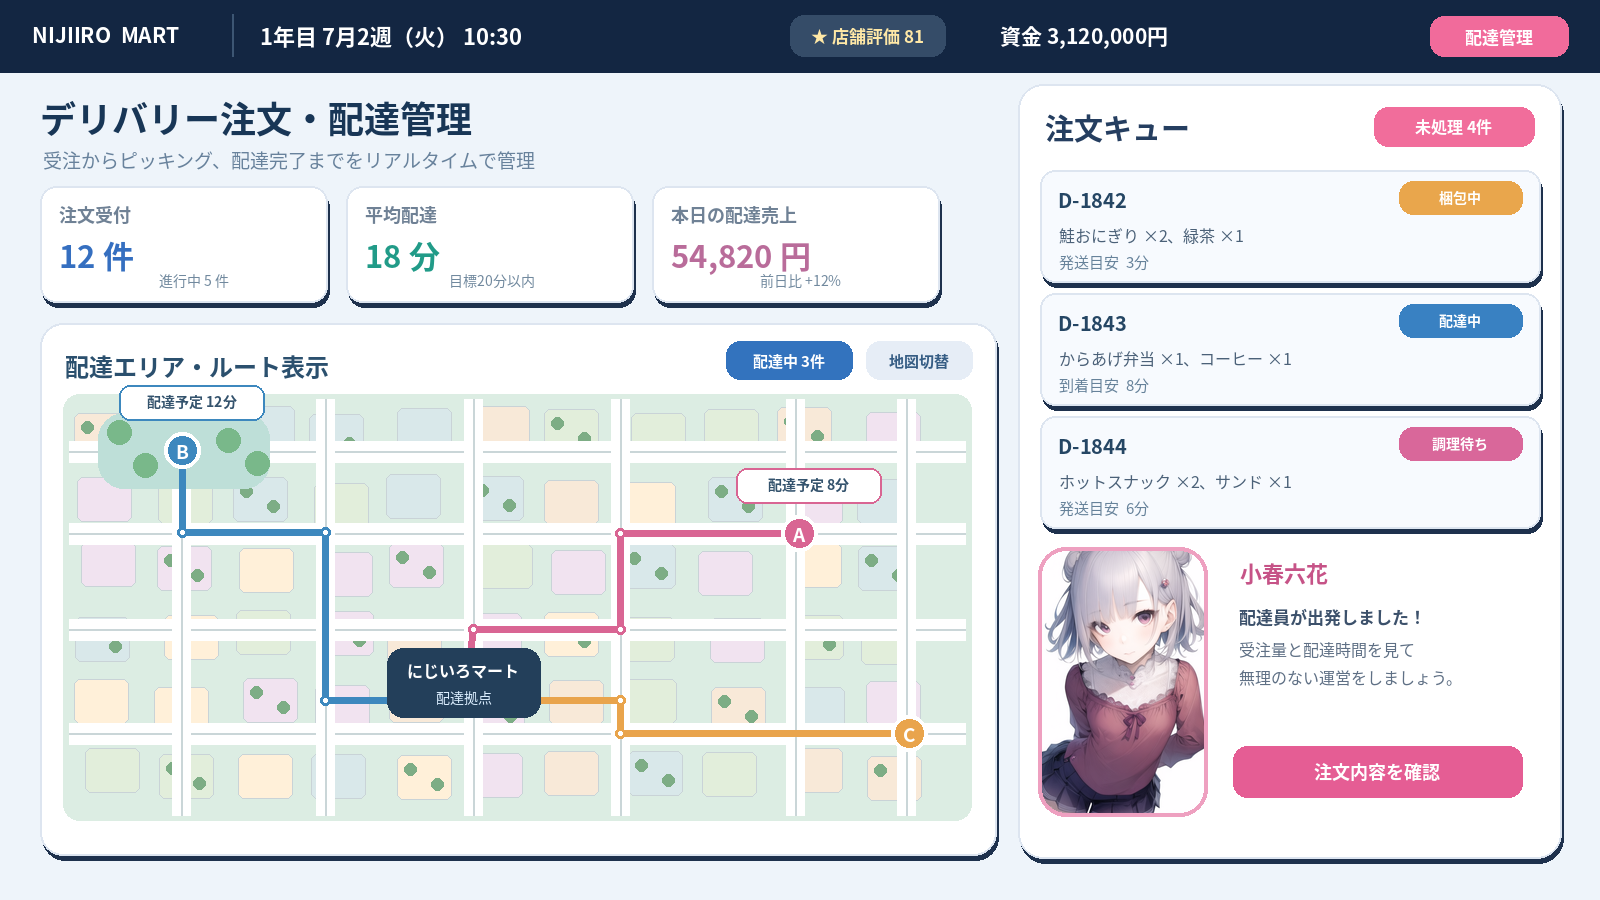 NIJIIRO MART
1年目 7月2週（火） 10:30
★ 店舗評価 81
資金 3,120,000円
配達管理
デリバリー注文・配達管理
受注からピッキング、配達完了までをリアルタイムで管理
注文受付
12 件
進行中 5 件
平均配達
18 分
目標20分以内
本日の配達売上
54,820 円
前日比 +12%
配達エリア・ルート表示
配達中 3件
地図切替
配達予定 12分
B
配達予定 8分
A
にじいろマート
配達拠点
C
注文キュー
未処理 4件
D-1842
梱包中
鮭おにぎり ×2、緑茶 ×1
発送目安 3分
D-1843
配達中
からあげ弁当 ×1、コーヒー ×1
到着目安 8分
D-1844
調理待ち
ホットスナック ×2、サンド ×1
発送目安 6分
小春六花
配達員が出発しました！
受注量と配達時間を見て
無理のない運営をしましょう。
注文内容を確認